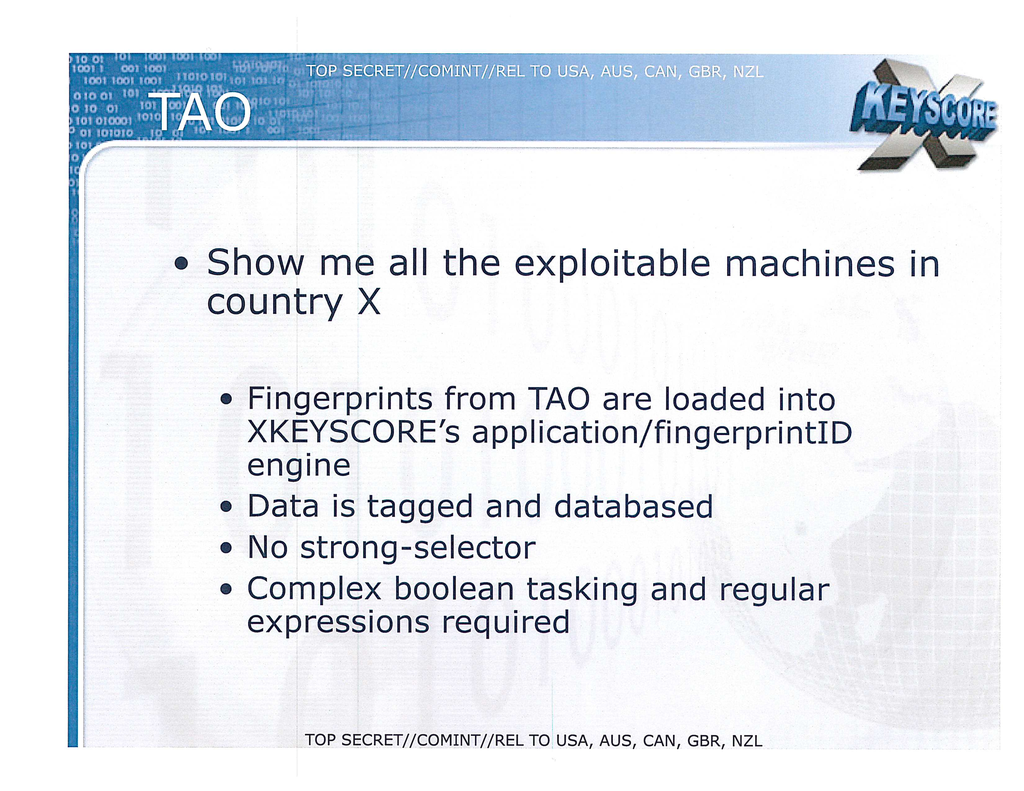 TOP SECRET//COMINT//REL TO USA, AUS, CAN, GBR, NZL
TAO
KEYSCORE
X
• Show me all the exploitable machines in
country X
• Fingerprints from TAO are loaded into
XKEYSCORE's application/fingerprintID
engine
• Data is tagged and databased
• No strong-selector
• Complex boolean tasking and regular
expressions required
TOP SECRET//COMINT//REL TO USA, AUS, CAN, GBR, NZL